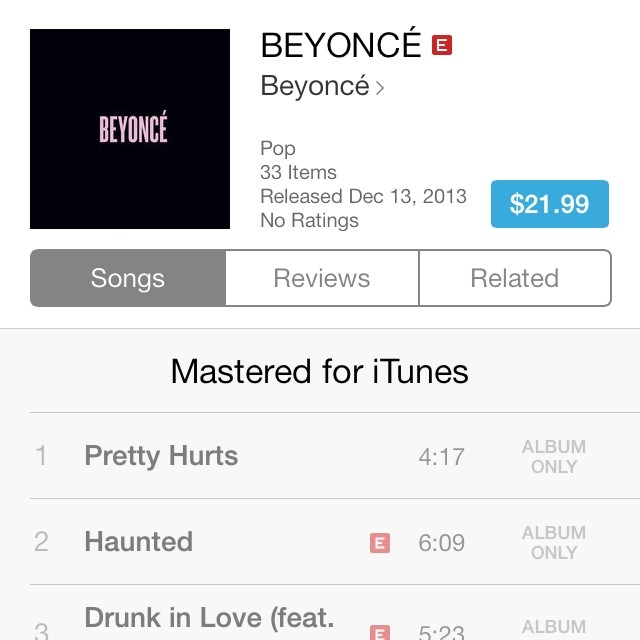 BEYONCÉ
BEYONCÉ E
Beyoncé
Pop
33 Items
Released Dec 13, 2013
No Ratings
$21.99
Songs Reviews Related
Mastered for iTunes
1 Pretty Hurts 4:17 ALBUM ONLY
2 Haunted E 6:09 ALBUM ONLY
3 Drunk in Love (feat. E 5:23 ALBUM